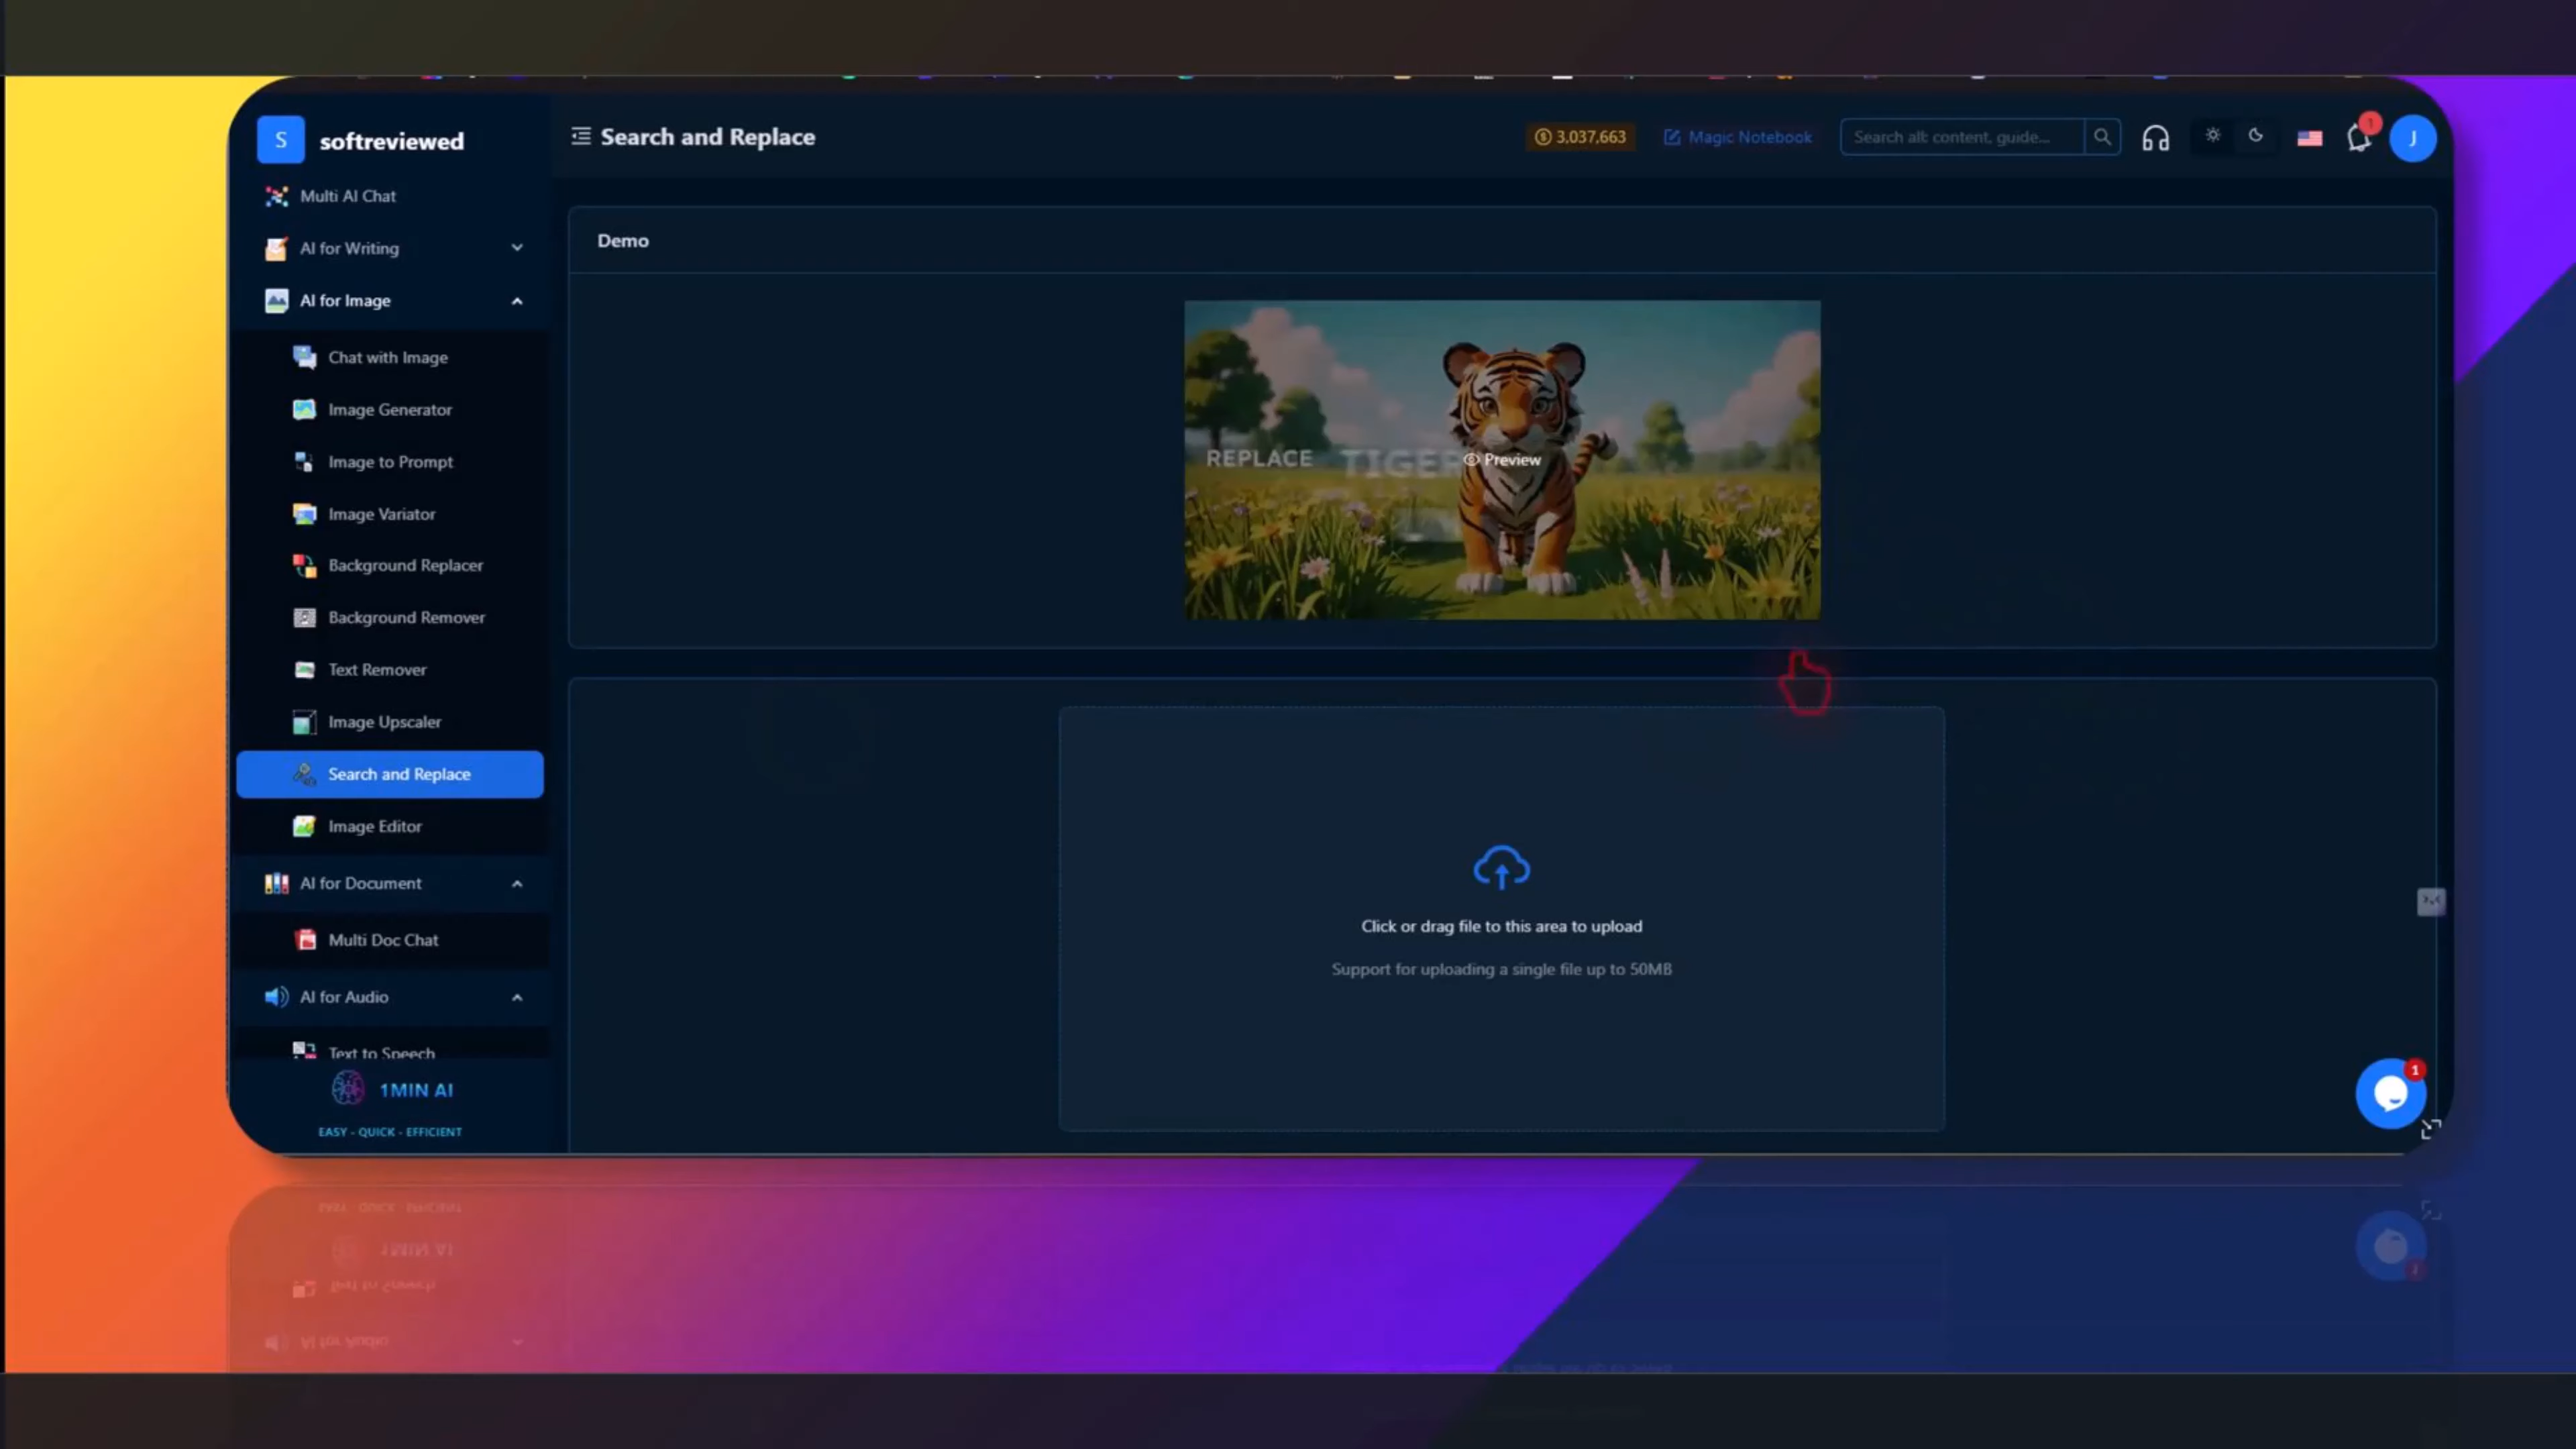 S softreviewed
Search and Replace
3,037,663
Magic Notebook
Search all: content, guide...
1
J
Multi AI Chat
AI for Writing
AI for Image
Chat with Image
Image Generator
Image to Prompt
Image Variator
Background Replacer
Background Remover
Text Remover
Image Upscaler
Search and Replace
Image Editor
AI for Document
Multi Doc Chat
AI for Audio
Text to Speech
1MIN AI
EASY - QUICK - EFFICIENT
Demo
REPLACE TIGER
Preview
Click or drag file to this area to upload
Support for uploading a single file up to 50MB
1